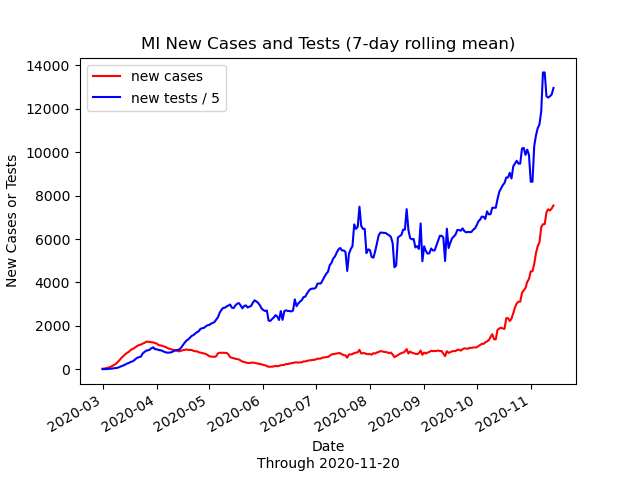 MI New Cases and Tests (7-day rolling mean)
new cases
new tests / 5
New Cases or Tests
14000
12000
10000
8000
6000
4000
2000
0
2020-03
2020-04
2020-05
2020-06
2020-07
2020-08
2020-09
2020-10
2020-11
Date
Through 2020-11-20